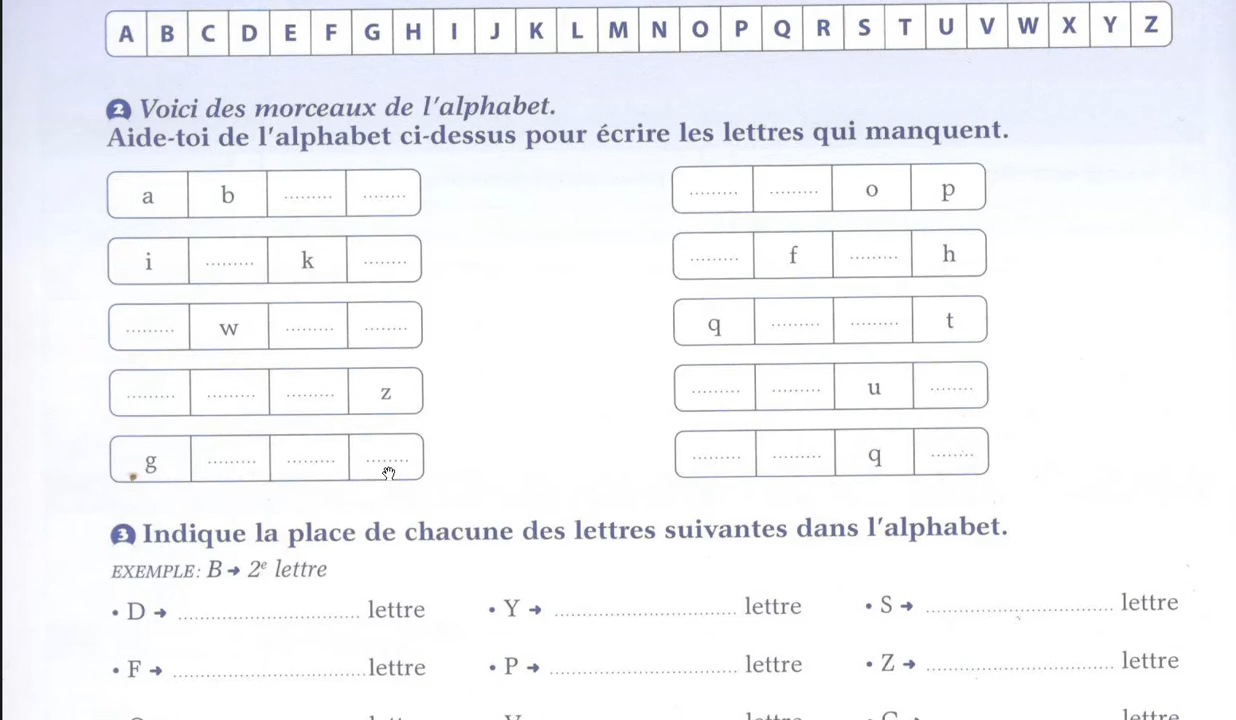 A B C D E F G H I J K L M N O P Q R S T U V W X Y Z
2 Voici des morceaux de l'alphabet.
Aide-toi de l'alphabet ci-dessus pour écrire les lettres qui manquent.
a b ......... ........
......... ......... o p
i ......... k ........
......... f ......... h
......... w ......... ........
q ......... ......... t
......... ......... ......... z
......... ......... u ........
g ......... ......... ........
......... ......... q ........
3 Indique la place de chacune des lettres suivantes dans l'alphabet.
EXEMPLE: B → 2e lettre
• D → .................................. lettre
• Y → .................................. lettre
• S → .................................. lettre
• F → .................................. lettre
• P → .................................. lettre
• Z → .................................. lettre